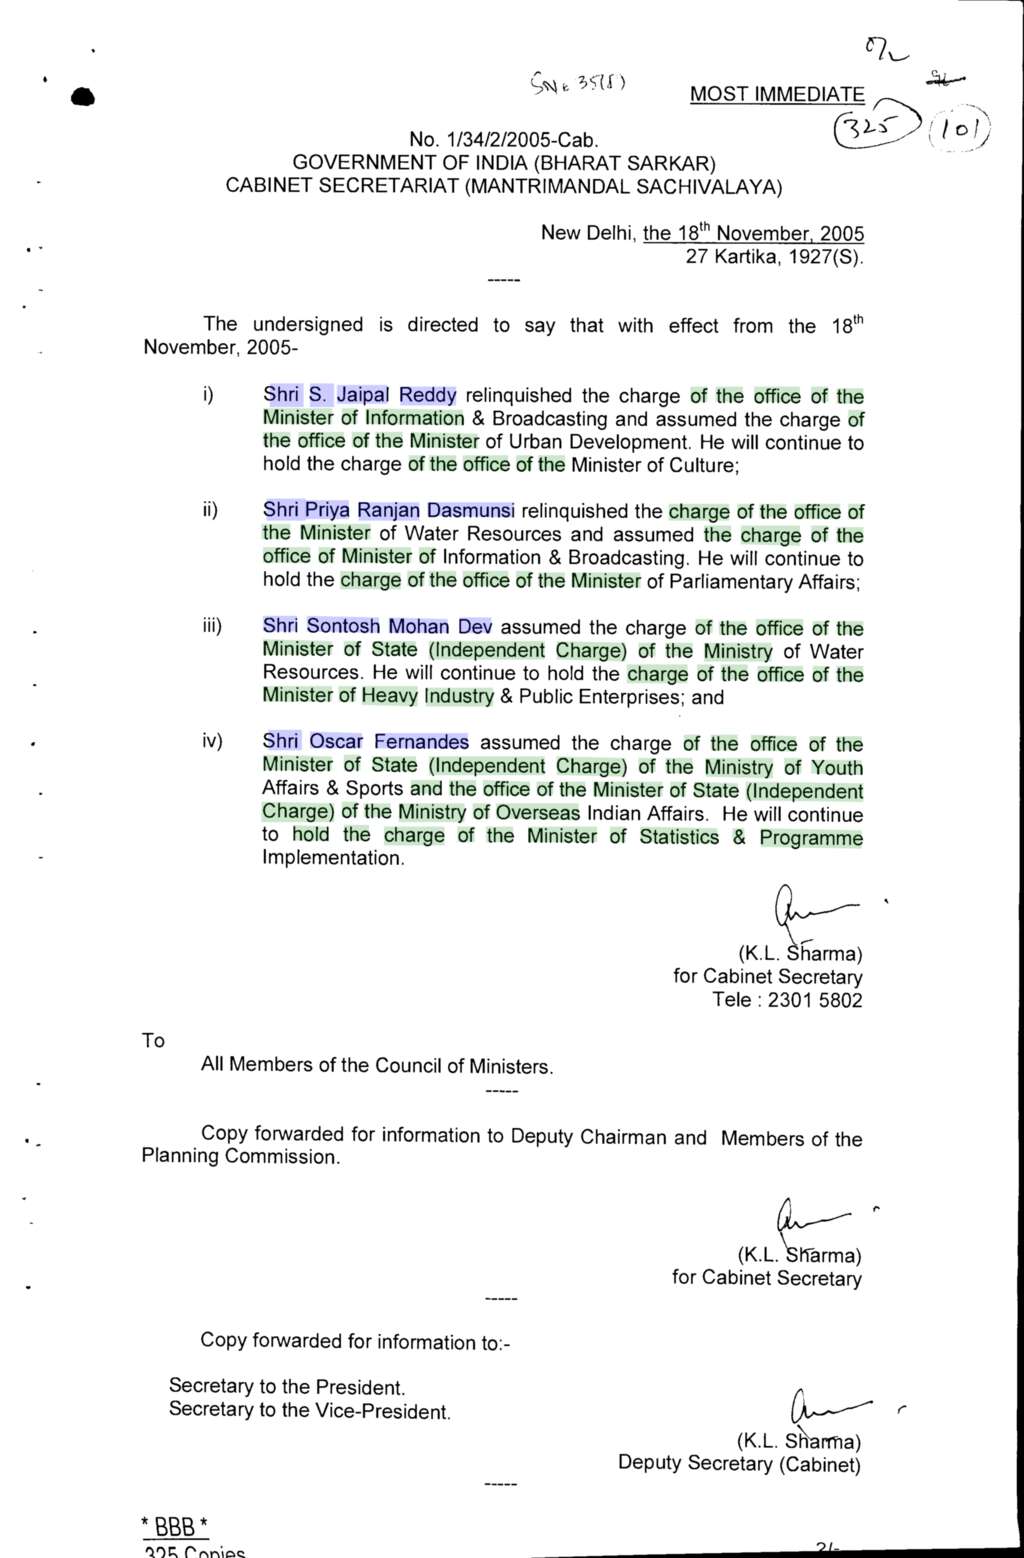 SNo 35(S)
MOST IMMEDIATE
325
101
No. 1/34/2/2005-Cab.
GOVERNMENT OF INDIA (BHARAT SARKAR)
CABINET SECRETARIAT (MANTRIMANDAL SACHIVALAYA)
New Delhi, the 18th November, 2005
27 Kartika, 1927(S).
-----
The undersigned is directed to say that with effect from the 18th
November, 2005-
i) Shri S. Jaipal Reddy relinquished the charge of the office of the
Minister of Information & Broadcasting and assumed the charge of
the office of the Minister of Urban Development. He will continue to
hold the charge of the office of the Minister of Culture;
ii) Shri Priya Ranjan Dasmunsi relinquished the charge of the office of
the Minister of Water Resources and assumed the charge of the
office of Minister of Information & Broadcasting. He will continue to
hold the charge of the office of the Minister of Parliamentary Affairs;
iii) Shri Sontosh Mohan Dev assumed the charge of the office of the
Minister of State (Independent Charge) of the Ministry of Water
Resources. He will continue to hold the charge of the office of the
Minister of Heavy Industry & Public Enterprises; and
iv) Shri Oscar Fernandes assumed the charge of the office of the
Minister of State (Independent Charge) of the Ministry of Youth
Affairs & Sports and the office of the Minister of State (Independent
Charge) of the Ministry of Overseas Indian Affairs. He will continue
to hold the charge of the Minister of Statistics & Programme
Implementation.
(K.L. Sharma)
for Cabinet Secretary
Tele : 2301 5802
To
All Members of the Council of Ministers.
-----
Copy forwarded for information to Deputy Chairman and Members of the
Planning Commission.
(K.L. Sharma)
for Cabinet Secretary
-----
Copy forwarded for information to:-
Secretary to the President.
Secretary to the Vice-President.
(K.L. Sharma)
Deputy Secretary (Cabinet)
-----
* BBB *
325 Copies
2/-